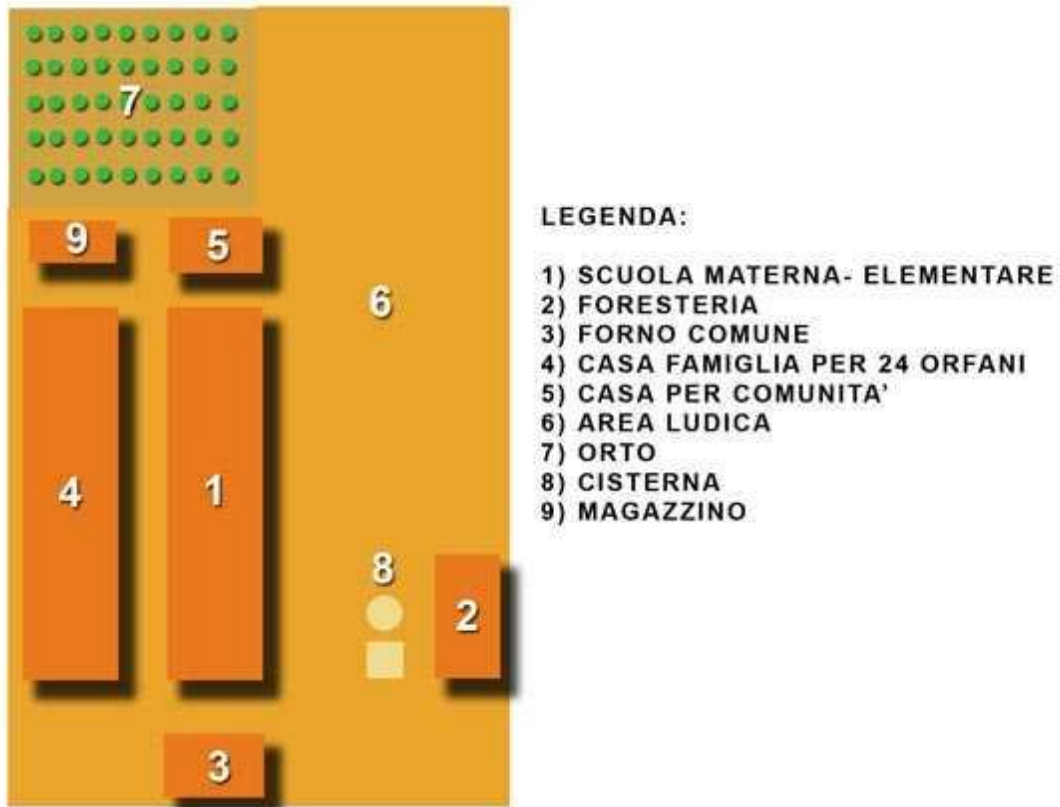 7
9
5
6
4
1
8
2
3
LEGENDA:
1) SCUOLA MATERNA- ELEMENTARE
2) FORESTERIA
3) FORNO COMUNE
4) CASA FAMIGLIA PER 24 ORFANI
5) CASA PER COMUNITA'
6) AREA LUDICA
7) ORTO
8) CISTERNA
9) MAGAZZINO